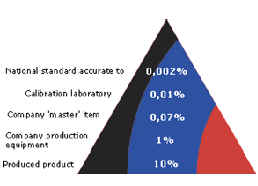 National standard accurate to 0,002%
Calibration laboratory 0,01%
Company 'master' item 0,07%
Company production
equipment 1%
Produced product 10%